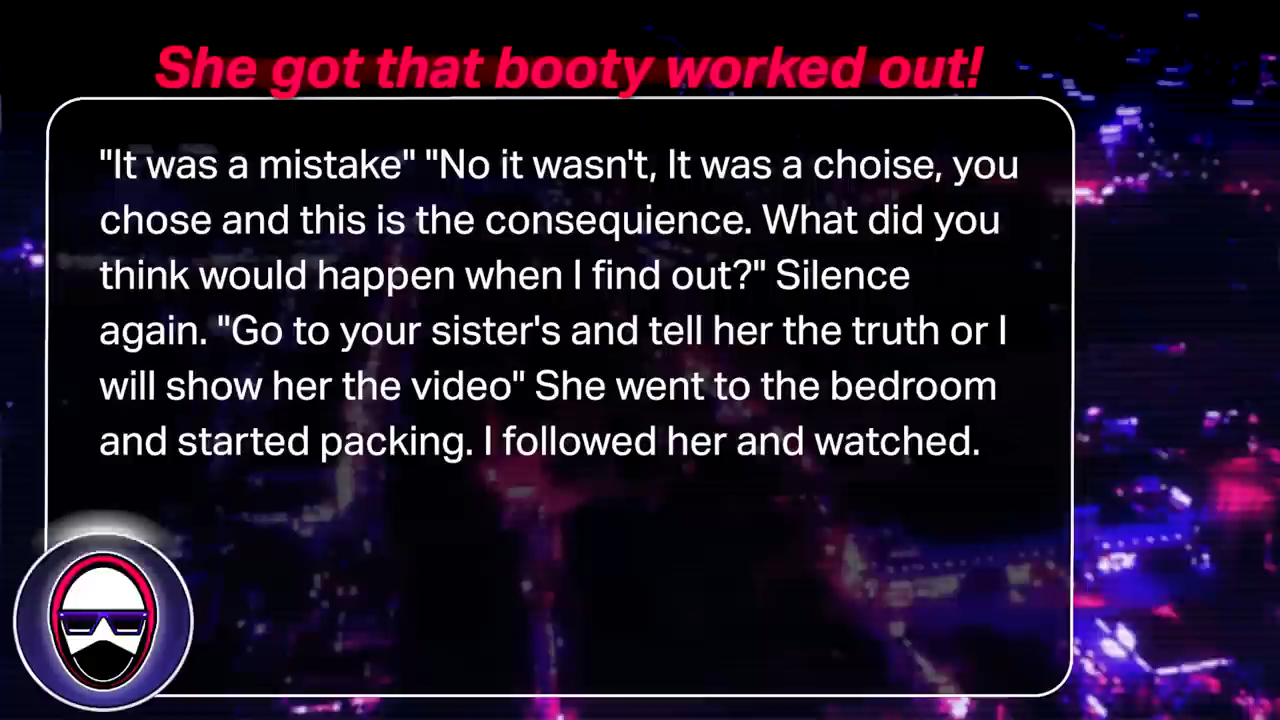 She got that booty worked out!
"It was a mistake" "No it wasn't, It was a choise, you
chose and this is the consequience. What did you
think would happen when I find out?" Silence
again. "Go to your sister's and tell her the truth or I
will show her the video" She went to the bedroom
and started packing. I followed her and watched.